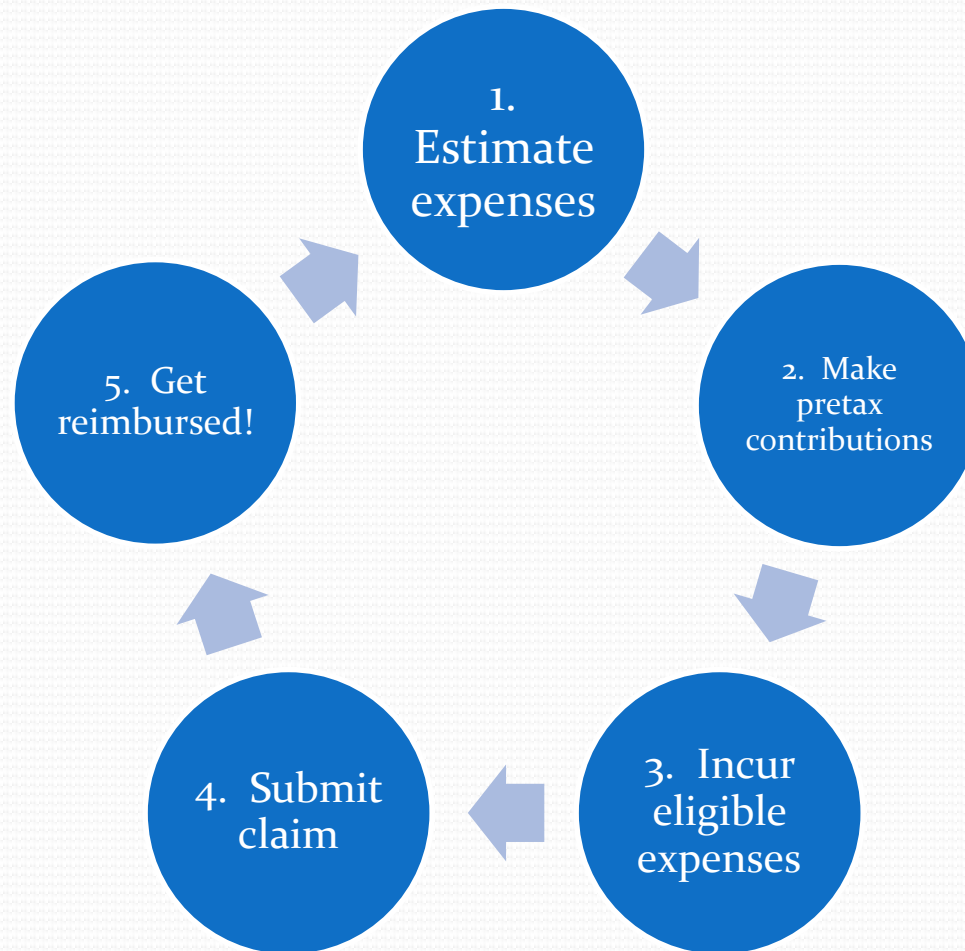 1.
Estimate
expenses
2. Make
pretax
contributions
3. Incur
eligible
expenses
4. Submit
claim
5. Get
reimbursed!